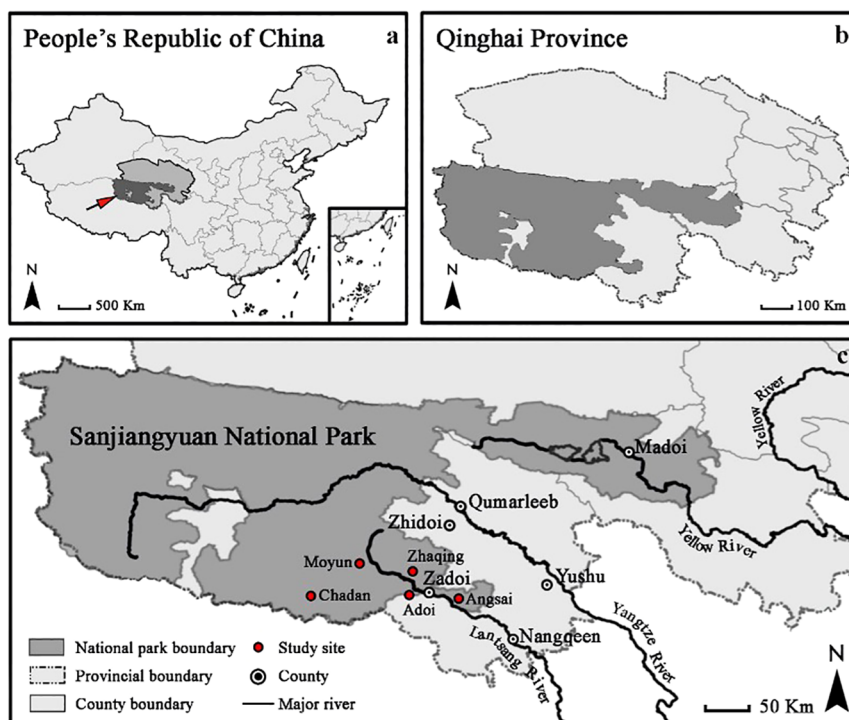 People's Republic of China
a
N
500 Km
Qinghai Province
b
N
100 Km
c
Sanjiangyuan National Park
Madoi
Yellow River
Yellow River
Qumarleeb
Zhidoi
Zhaqing
Moyun
Zadoi
Yushu
Chadan
Adoi
Angsai
Nangqeen
Lantsang River
Yangtze River
National park boundary
Study site
Provincial boundary
County
County boundary
Major river
N
50 Km